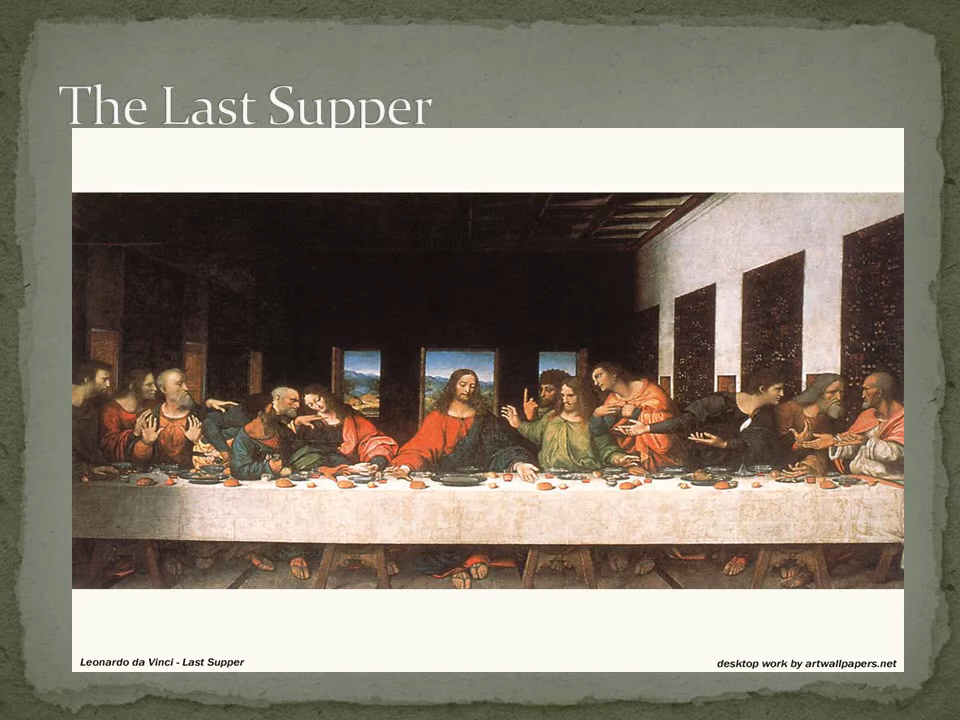 The Last Supper
Leonardo da Vinci - Last Supper
desktop work by artwallpapers.net